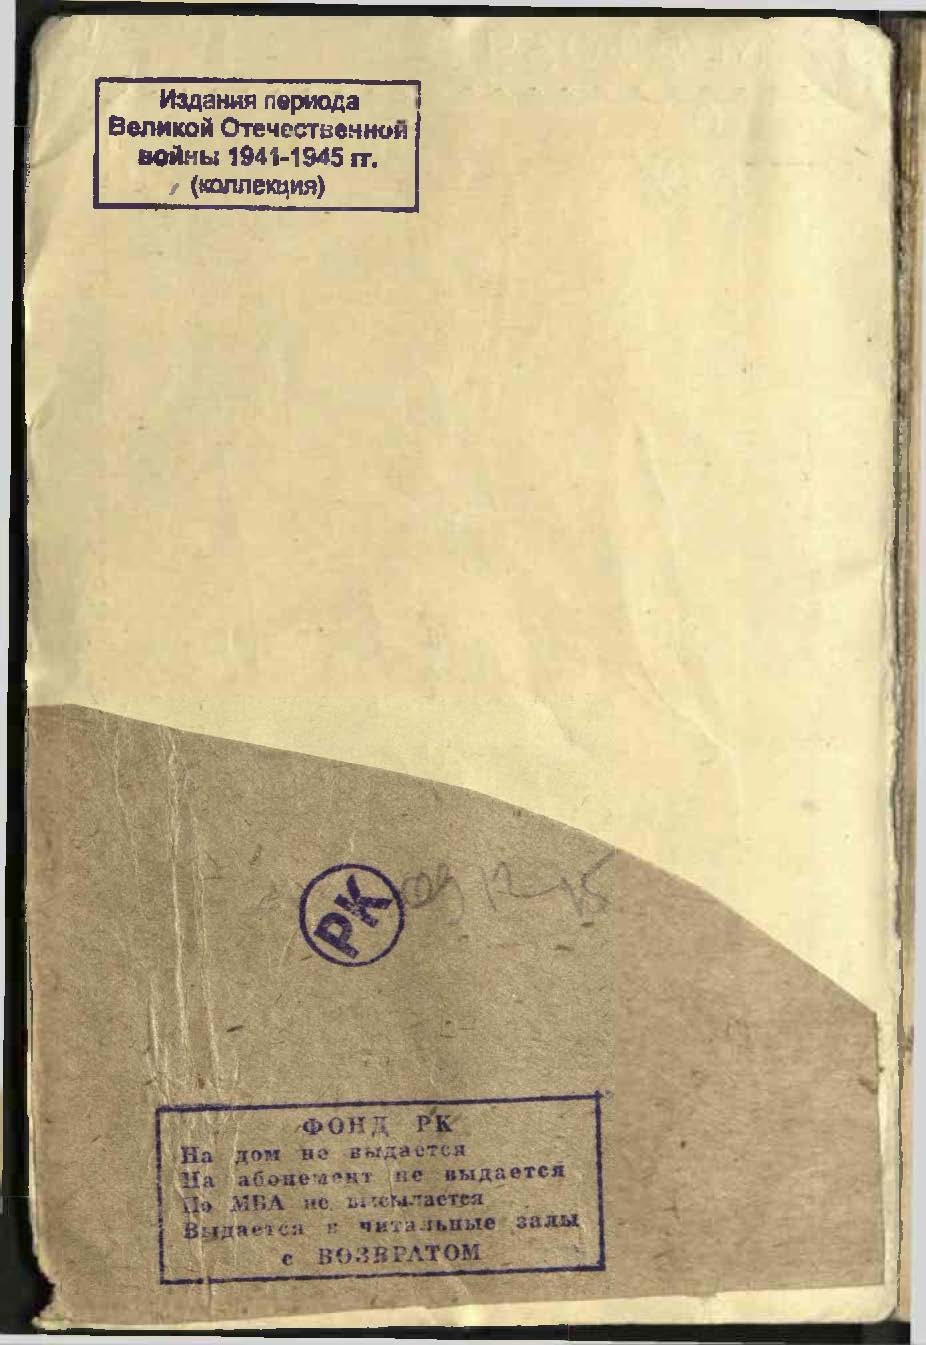 Издания периода
Великой Отечественной
войны 1941-1945 гг.
(коллекция)
РК
ФОНД РК
На дом не выдается
На абонемент не выдается
По МБА не высылается
Выдается в читальные залы
с ВОЗВРАТОМ